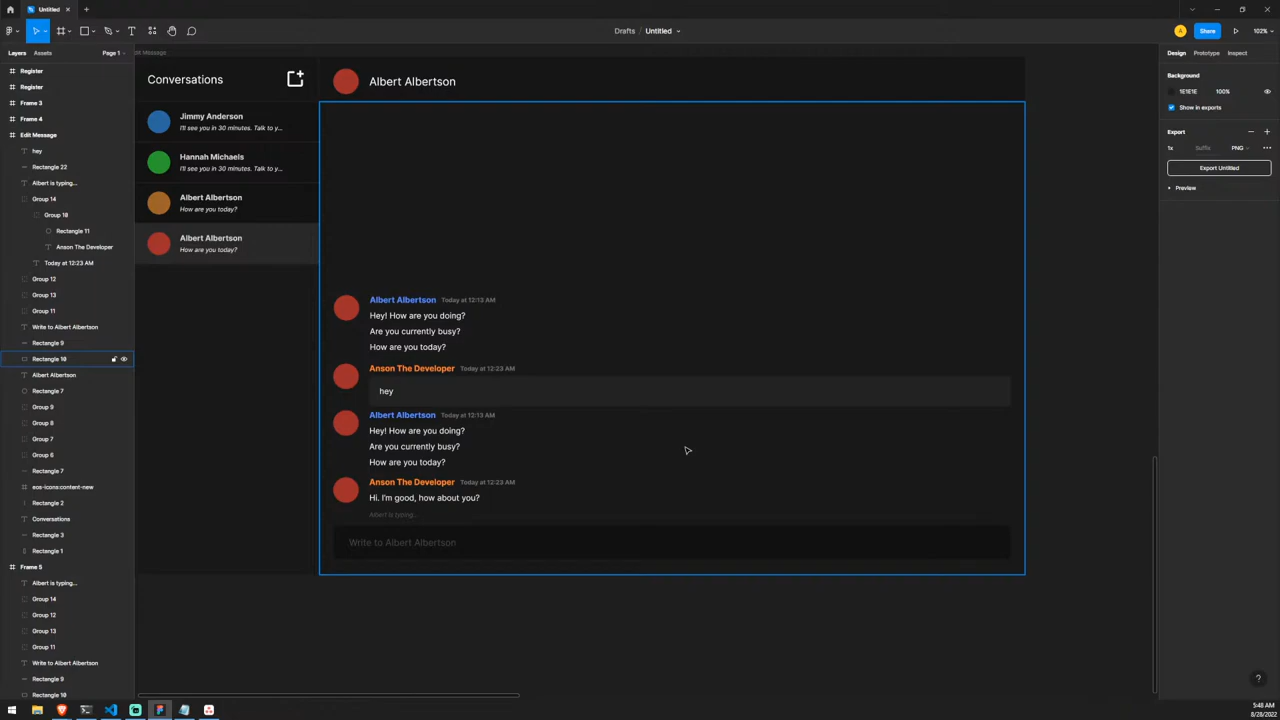 Untitled
Drafts / Untitled
A
Share
102%
Layers
Assets
Page 1
Register
Register
Frame 3
Frame 4
Edit Message
hey
Rectangle 22
Albert is typing...
Group 14
Group 10
Rectangle 11
Anson The Developer
Today at 12:23 AM
Group 12
Group 13
Group 11
Write to Albert Albertson
Rectangle 9
Rectangle 10
Albert Albertson
Rectangle 7
Group 9
Group 8
Group 7
Group 6
Rectangle 7
eos-icons:content-new
Rectangle 2
Conversations
Rectangle 3
Rectangle 1
Frame 5
Albert is typing...
Group 14
Group 12
Group 13
Group 11
Write to Albert Albertson
Rectangle 9
Rectangle 10
dit Message
Conversations
Jimmy Anderson
I'll see you in 30 minutes. Talk to y...
Hannah Michaels
I'll see you in 30 minutes. Talk to y...
Albert Albertson
How are you today?
Albert Albertson
How are you today?
Albert Albertson
Albert Albertson Today at 12:13 AM
Hey! How are you doing?
Are you currently busy?
How are you today?
Anson The Developer Today at 12:23 AM
hey
Albert Albertson Today at 12:13 AM
Hey! How are you doing?
Are you currently busy?
How are you today?
Anson The Developer Today at 12:23 AM
Hi. I'm good, how about you?
Albert is typing...
Write to Albert Albertson
Design
Prototype
Inspect
Background
1E1E1E
100%
Show in exports
Export
1x
Suffix
PNG
Export Untitled
Preview
?
5:48 AM
8/28/2022